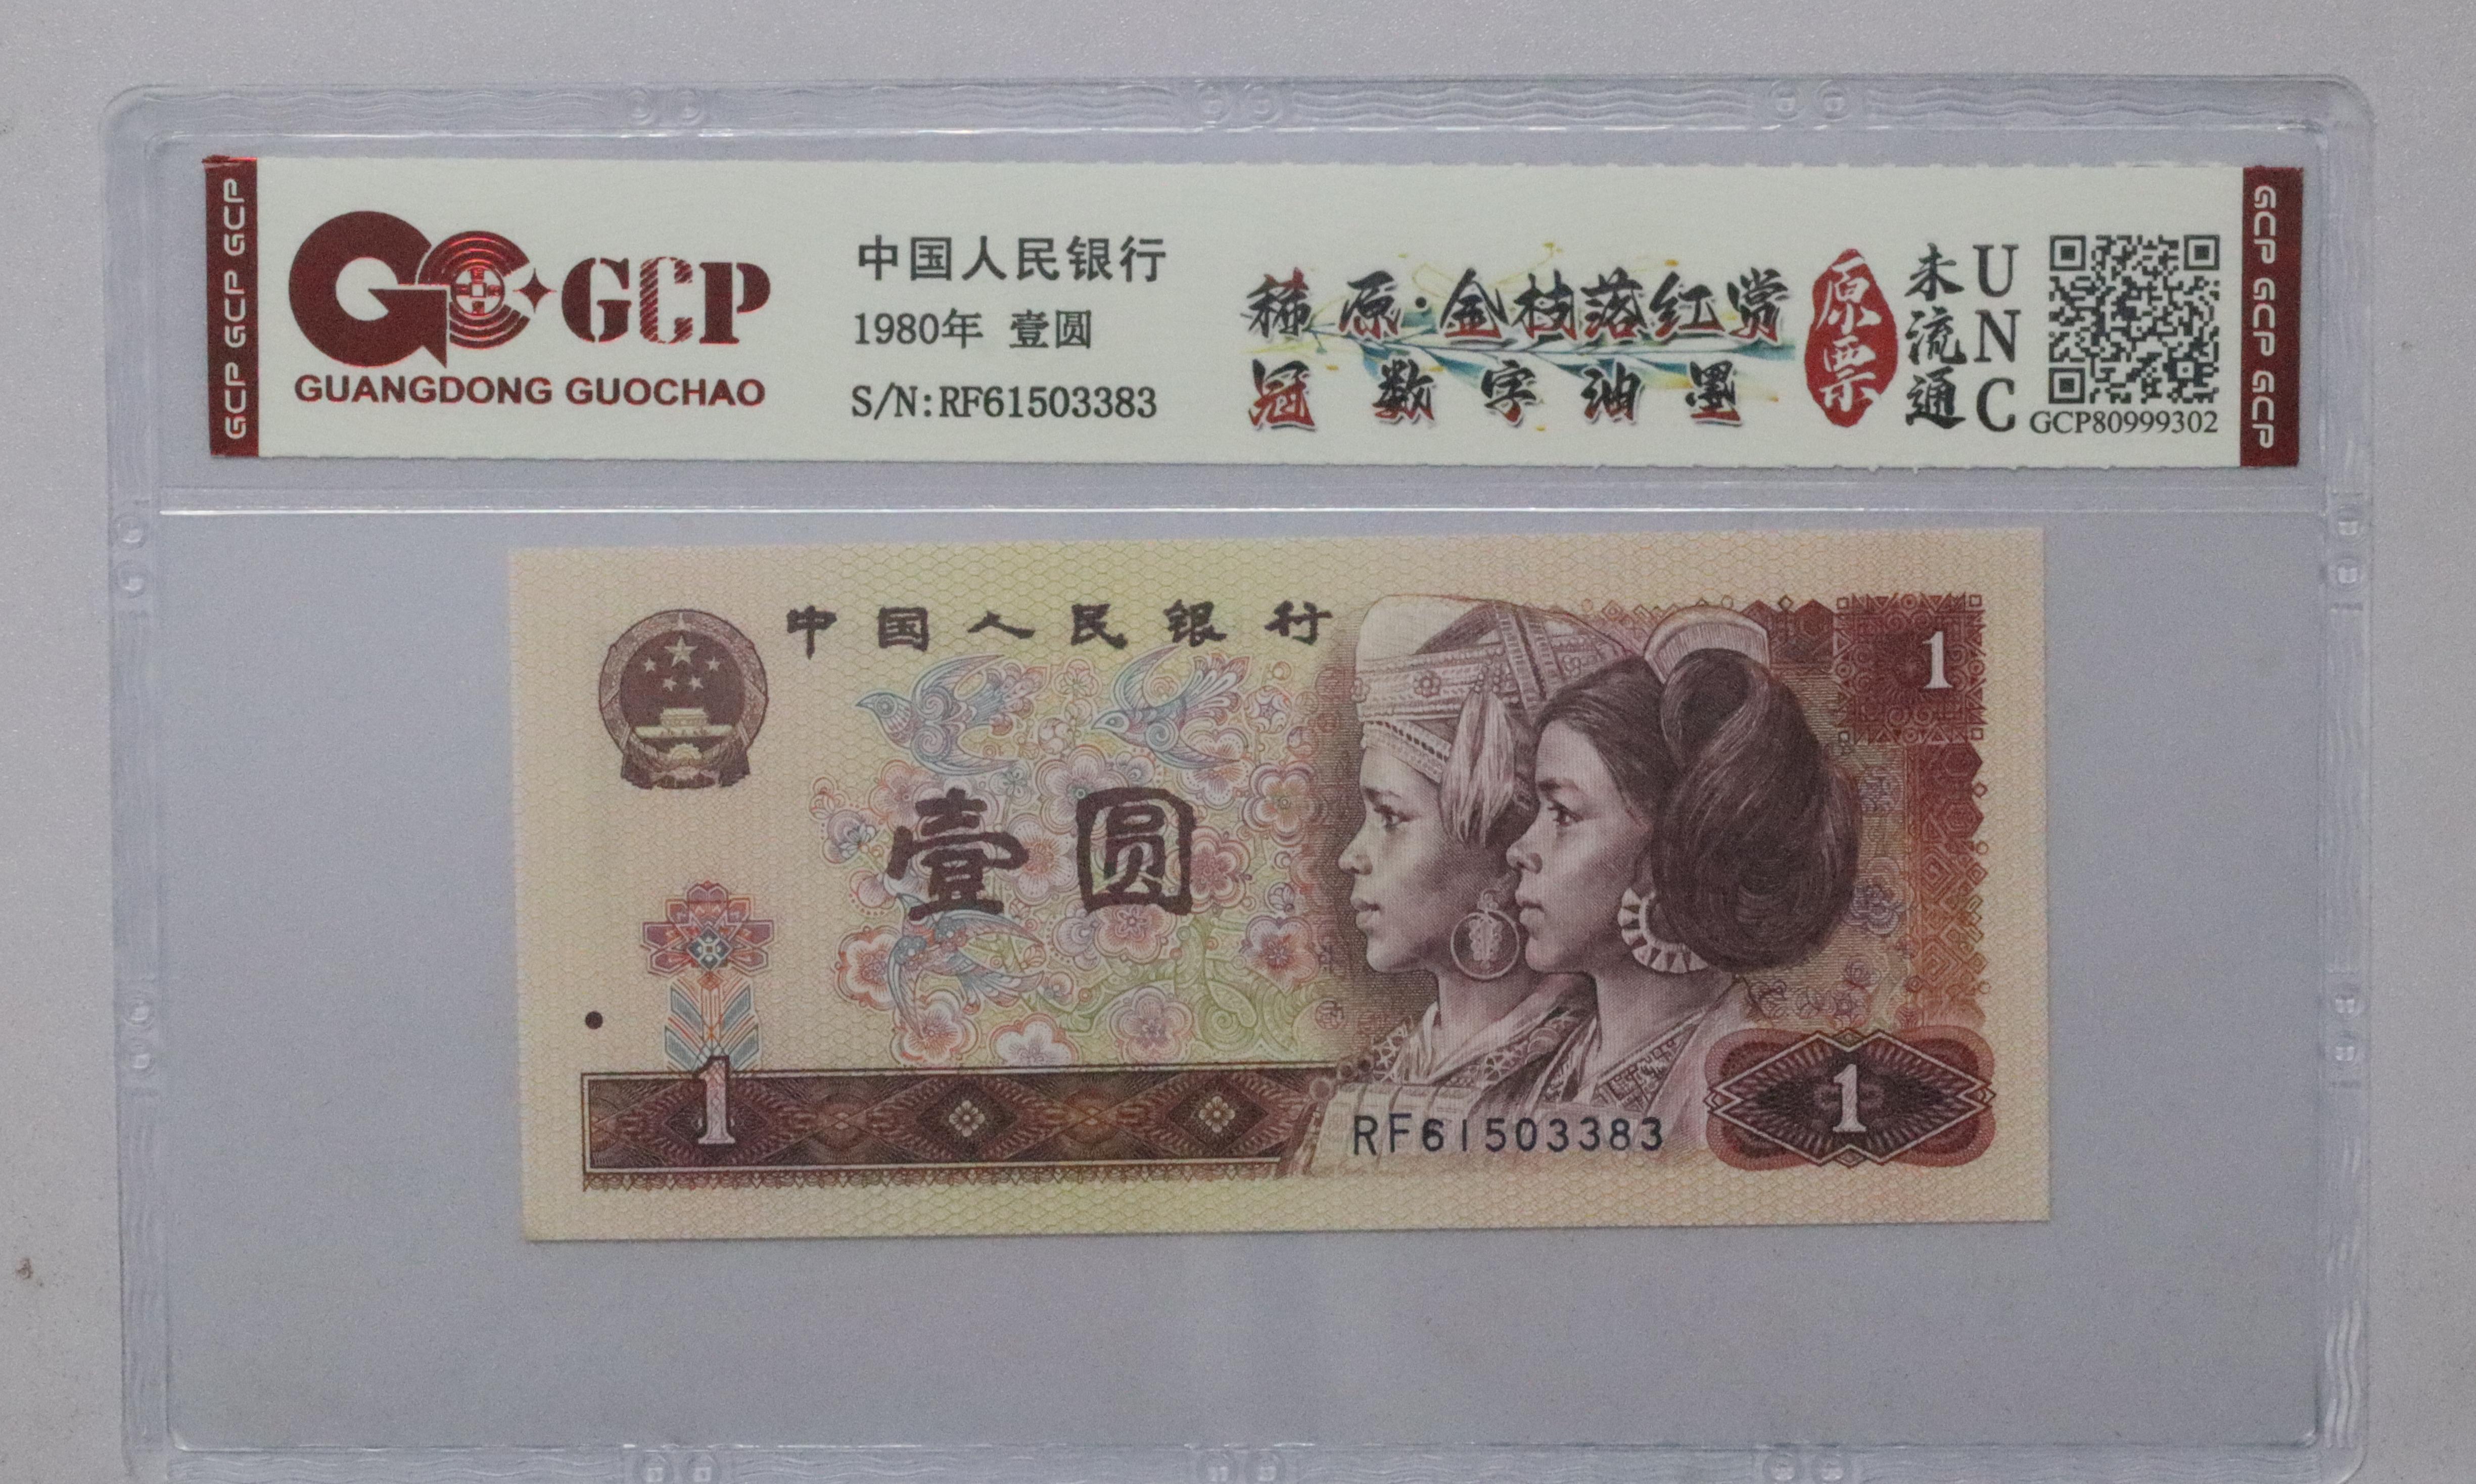 GCP GCP GCP
GCP
GUANGDONG GUOCHAO
中国人民银行
1980年 壹圆
S/N:RF61503383
稀原·金枝落红赏
冠数字油墨
原票
未流通
UNC
GCP80999302
GCP GCP GCP
中国人民银行
1
壹圆
1
1
RF61503383